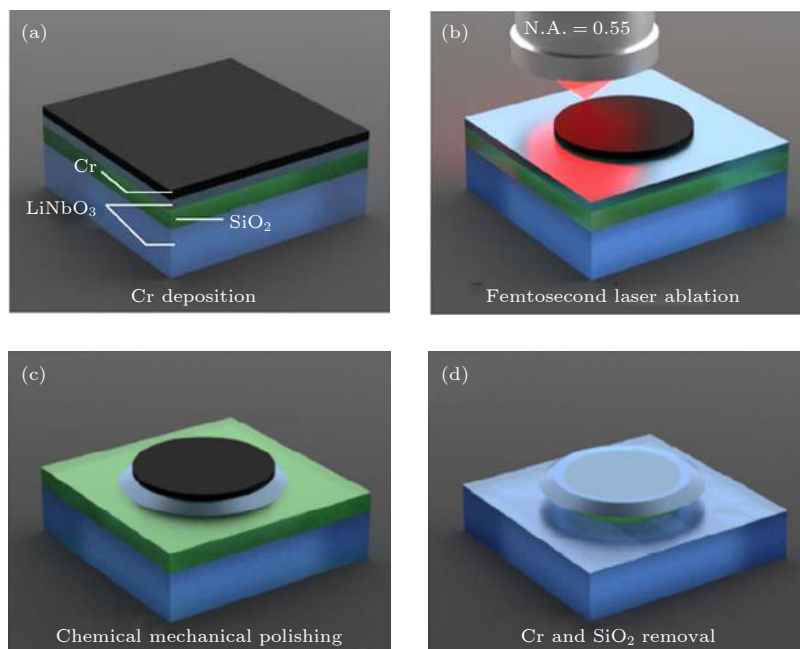 (a)
Cr
LiNbO₃
SiO₂
Cr deposition
(b)
N.A. = 0.55
Femtosecond laser ablation
(c)
Chemical mechanical polishing
(d)
Cr and SiO₂ removal